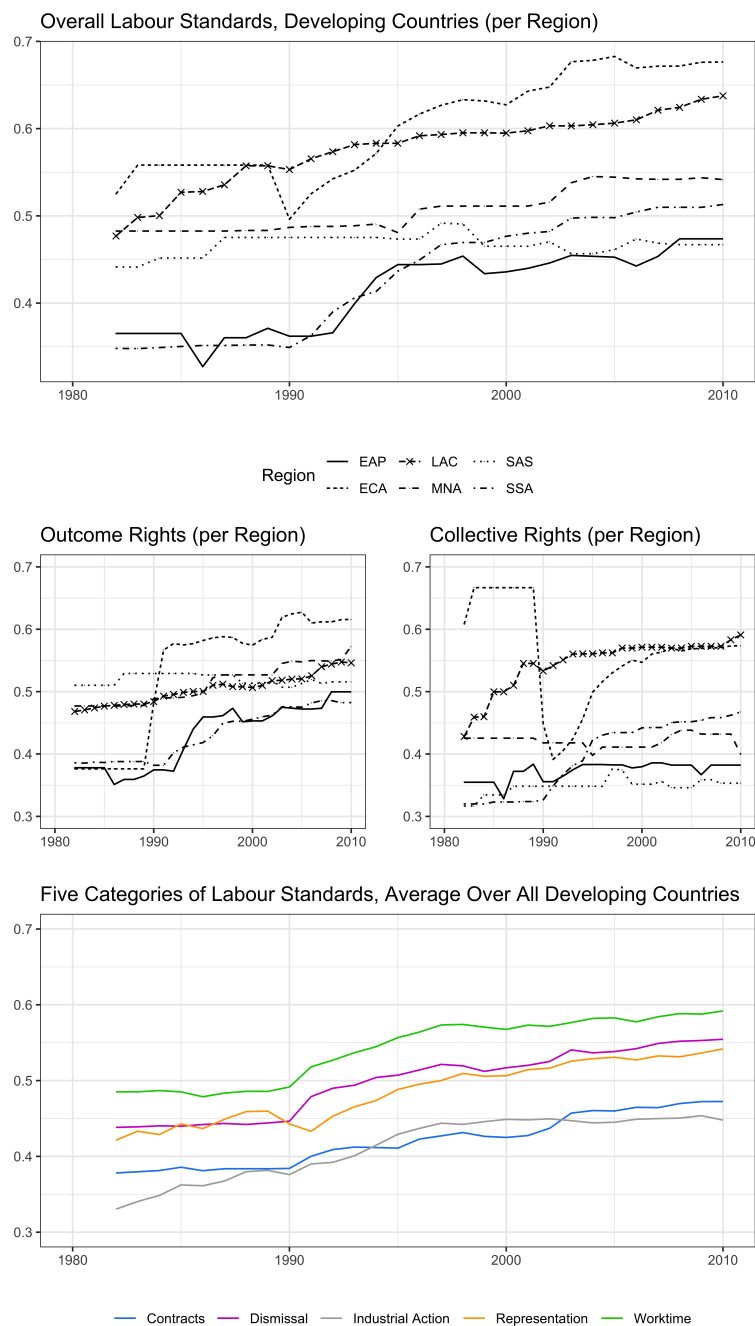 Overall Labour Standards, Developing Countries (per Region)
0.7
0.6
0.5
0.4
1980 1990 2000 2010
Region EAP LAC SAS
ECA MNA SSA
Outcome Rights (per Region) Collective Rights (per Region)
0.7 0.7
0.6 0.6
0.5 0.5
0.4 0.4
0.3 0.3
1980 1990 2000 2010 1980 1990 2000 2010
Five Categories of Labour Standards, Average Over All Developing Countries
0.7
0.6
0.5
0.4
0.3
1980 1990 2000 2010
Contracts Dismissal Industrial Action Representation Worktime